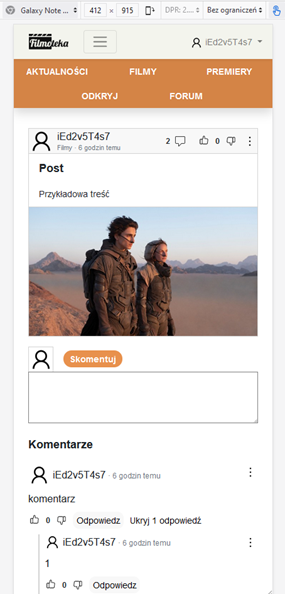 Galaxy Note ...
412 × 915
DPR: 2....
Bez ograniczeń
Filmoteka
iEd2v5T4s7
AKTUALNOŚCI FILMY PREMIERY
ODKRYJ FORUM
iEd2v5T4s7
Filmy · 6 godzin temu
2
0
Post
Przykładowa treść
Skomentuj
Komentarze
iEd2v5T4s7 · 6 godzin temu
komentarz
0 Odpowiedz Ukryj 1 odpowiedź
iEd2v5T4s7 · 6 godzin temu
1
0 Odpowiedz